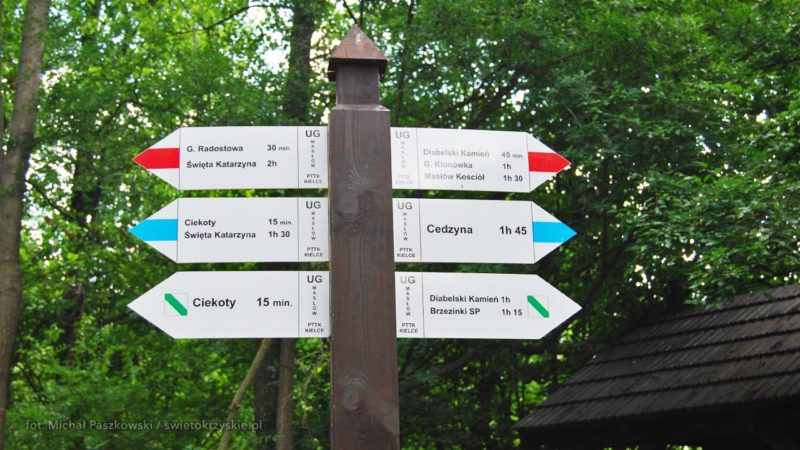 G. Radostowa 30 min.
Święta Katarzyna 2h
UG
MASŁÓW
PTTK
KIELCE
UG
MASŁÓW
PTTK
KIELCE
Diabelski Kamień 45 min.
G. Klonówka 1h
Masłów Kościół 1h 30
Ciekoty 15 min.
Święta Katarzyna 1h 30
UG
MASŁÓW
PTTK
KIELCE
UG
MASŁÓW
PTTK
KIELCE
Cedzyna 1h 45
Ciekoty 15 min.
UG
MASŁÓW
PTTK
KIELCE
UG
MASŁÓW
PTTK
KIELCE
Diabelski Kamień 1h
Brzezinki SP 1h 15
fot. Michał Paszkowski / swietokrzyskie.pl